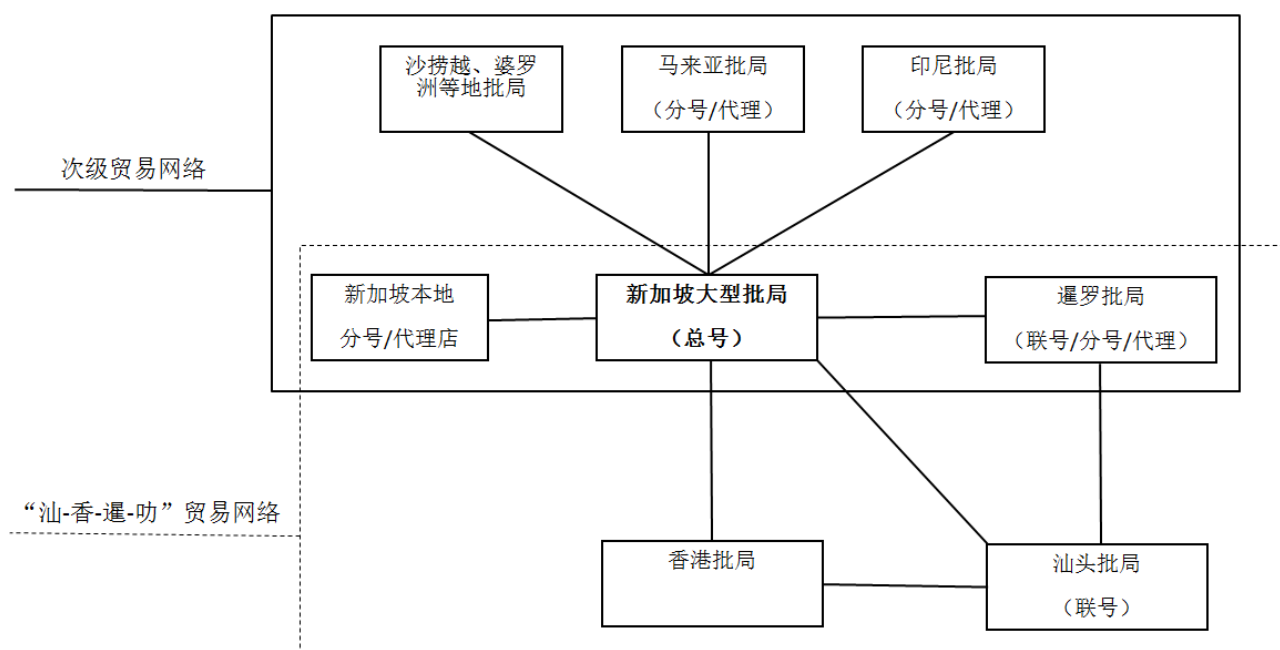 沙捞越、婆罗
洲等地批局
马来亚批局
（分号/代理）
印尼批局
（分号/代理）
次级贸易网络
新加坡本地
分号/代理店
新加坡大型批局
（总号）
暹罗批局
（联号/分号/代理）
“汕-香-暹-叻”贸易网络
香港批局
汕头批局
（联号）